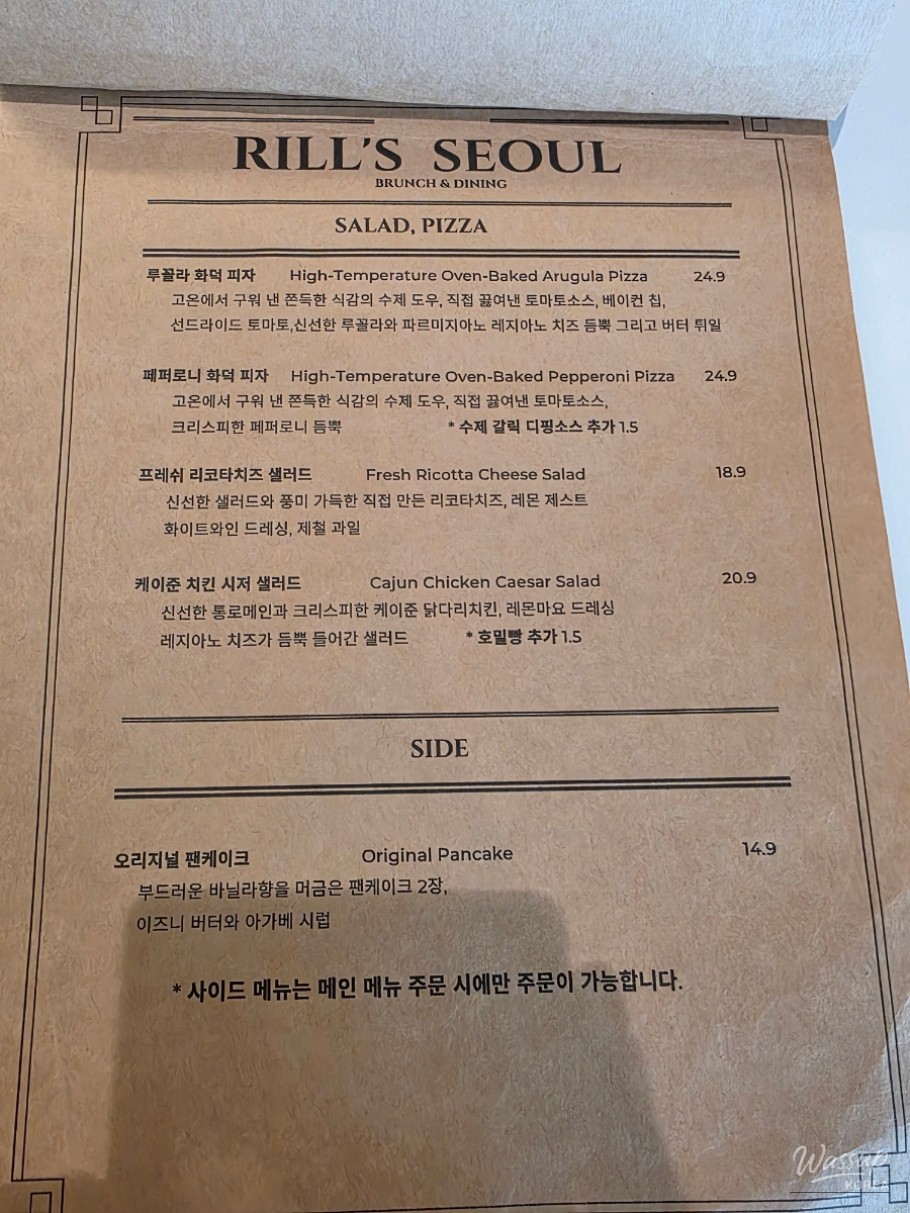 RILL'S SEOUL
BRUNCH & DINING
SALAD, PIZZA
루꼴라 화덕 피자 High-Temperature Oven-Baked Arugula Pizza 24.9
고온에서 구워 낸 쫀득한 식감의 수제 도우, 직접 끓여낸 토마토소스, 베이컨 칩,
선드라이드 토마토,신선한 루꼴라와 파르미지아노 레지아노 치즈 듬뿍 그리고 버터 튀일
페퍼로니 화덕 피자 High-Temperature Oven-Baked Pepperoni Pizza 24.9
고온에서 구워 낸 쫀득한 식감의 수제 도우, 직접 끓여낸 토마토소스,
크리스피한 페퍼로니 듬뿍 * 수제 갈릭 디핑소스 추가 1.5
프레쉬 리코타치즈 샐러드 Fresh Ricotta Cheese Salad 18.9
신선한 샐러드와 풍미 가득한 직접 만든 리코타치즈, 레몬 제스트
화이트와인 드레싱, 제철 과일
케이준 치킨 시저 샐러드 Cajun Chicken Caesar Salad 20.9
신선한 통로메인과 크리스피한 케이준 닭다리치킨, 레몬마요 드레싱
레지아노 치즈가 듬뿍 들어간 샐러드 * 호밀빵 추가 1.5
SIDE
오리지널 팬케이크 Original Pancake 14.9
부드러운 바닐라향을 머금은 팬케이크 2장,
이즈니 버터와 아가베 시럽
* 사이드 메뉴는 메인 메뉴 주문 시에만 주문이 가능합니다.
Wassup
KOREA